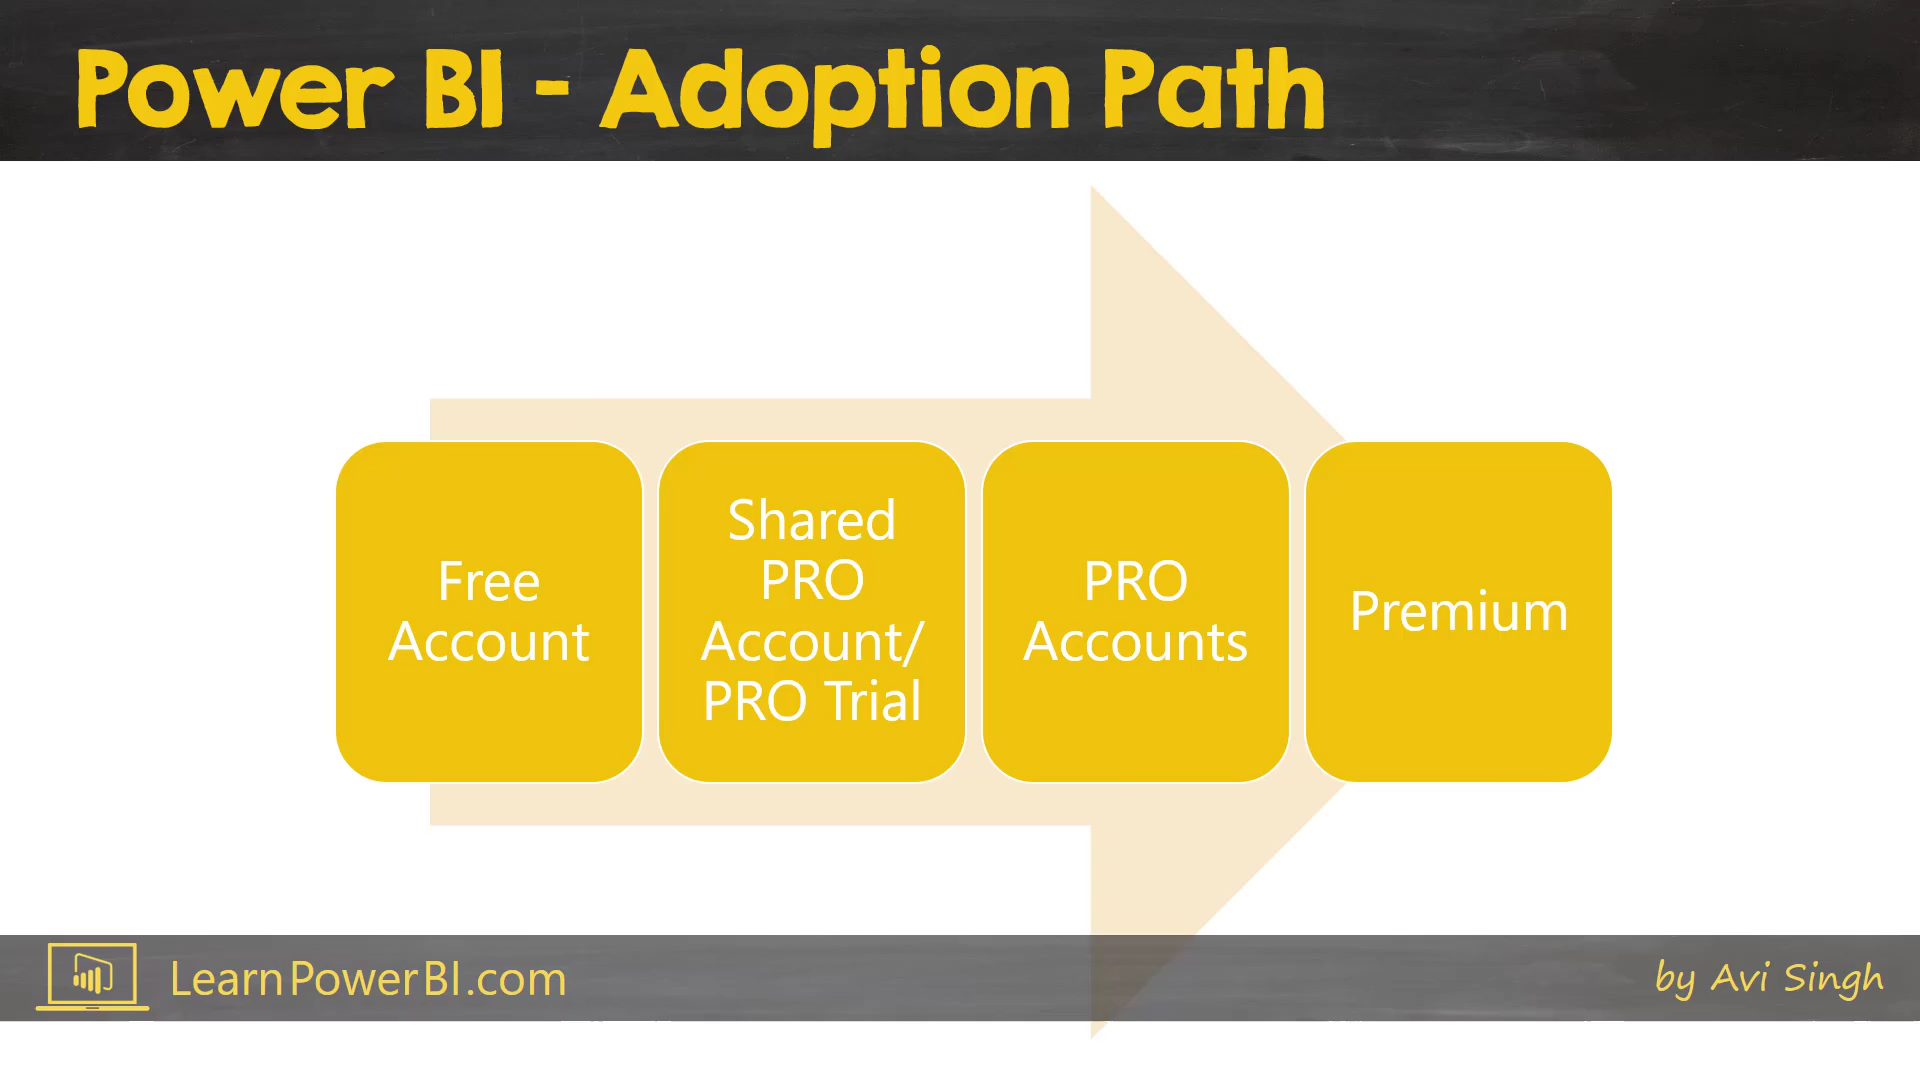 Power BI - Adoption Path
Free
Account
Shared
PRO
Account/
PRO Trial
PRO
Accounts
Premium
LearnPowerBI.com
by Avi Singh